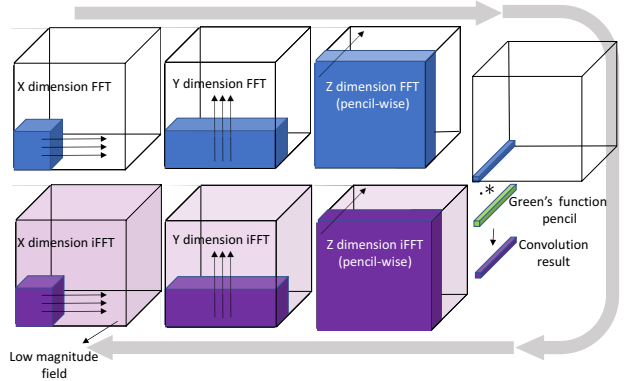 X dimension FFT
Y dimension FFT
Z dimension FFT
(pencil-wise)
.*
Green's function
pencil
Convolution
result
X dimension iFFT
Y dimension iFFT
Z dimension iFFT
(pencil-wise)
Low magnitude
field